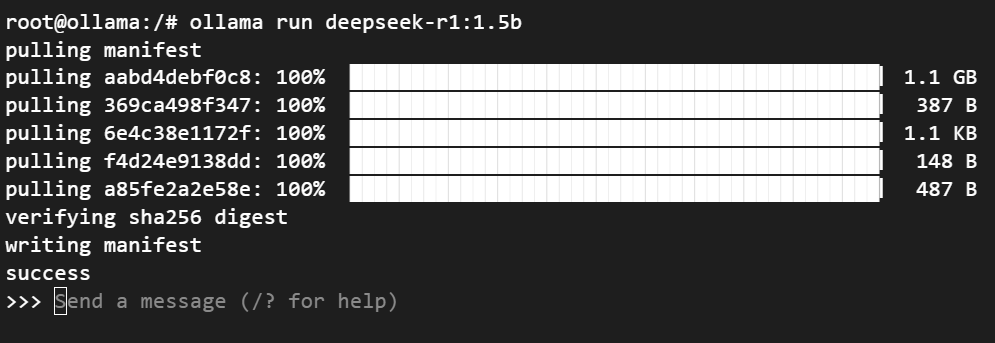 root@ollama:/# ollama run deepseek-r1:1.5b
pulling manifest
pulling aabd4debf0c8: 100% 1.1 GB
pulling 369ca498f347: 100% 387 B
pulling 6e4c38e1172f: 100% 1.1 KB
pulling f4d24e9138dd: 100% 148 B
pulling a85fe2a2e58e: 100% 487 B
verifying sha256 digest
writing manifest
success
>>> Send a message (/? for help)